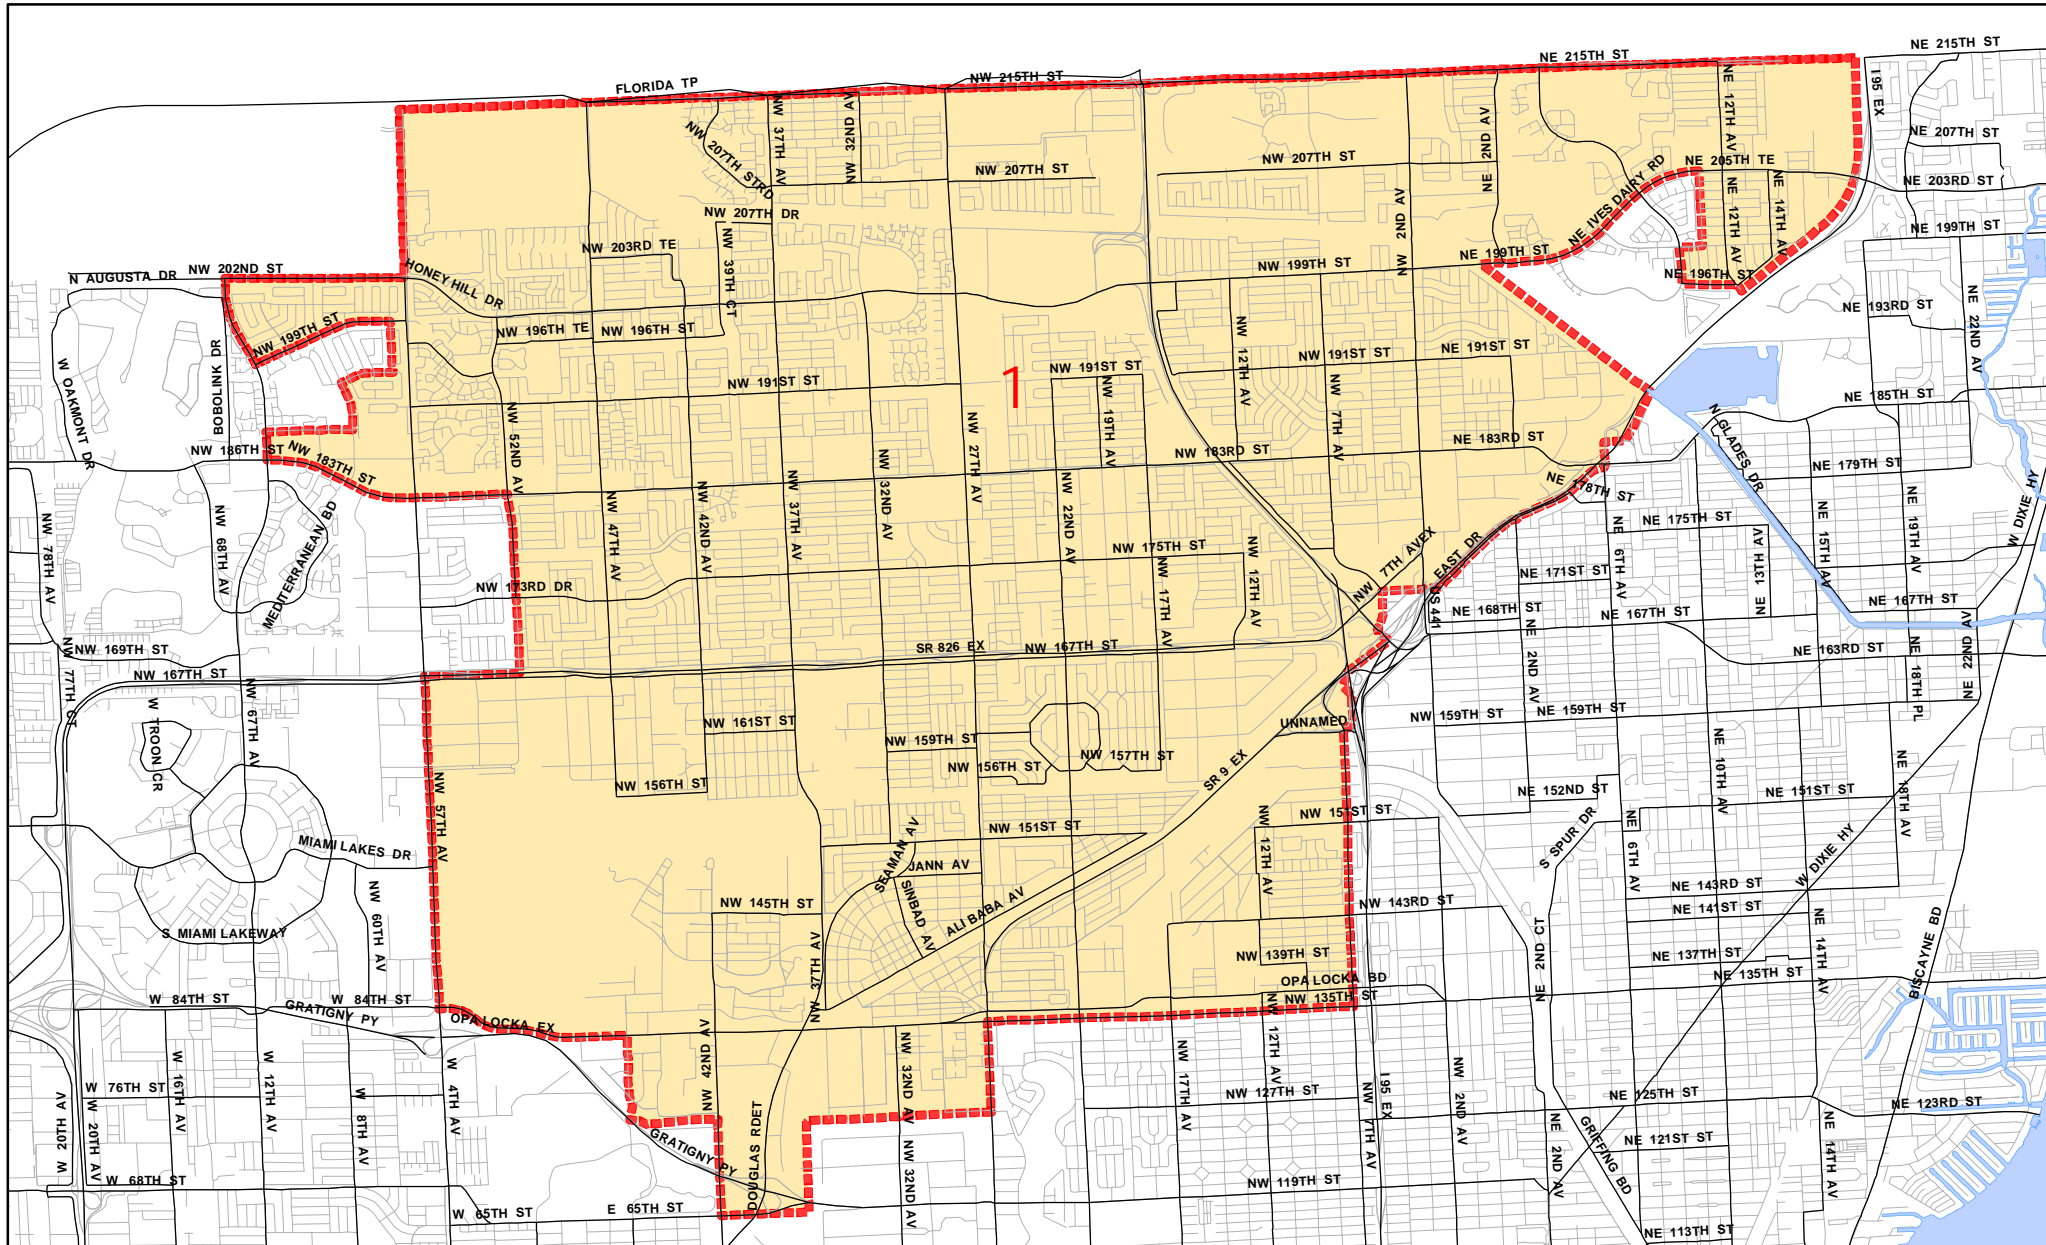 NE 215TH ST
NE 215TH ST
NW 215TH ST
FLORIDA TP
I 95 EX
NE 12TH AV
NW 37TH AV
NW 32ND AV
NE 2ND AV
NW 207TH STRD
NE 207TH ST
NW 207TH ST
NW 207TH ST
NE 205TH TE
NE 203RD ST
NE IVES DAIRY RD
NE 12TH AV
NE 14TH AV
NW 2ND AV
NW 207TH DR
NE 199TH ST
NW 203RD TE
NW 39TH CT
NE 199TH ST
NW 199TH ST
NW 202ND ST
N AUGUSTA DR
HONEY HILL DR
NE 196TH ST
NE 193RD ST
NE 22ND AV
NW 199TH ST
NW 196TH TE
NW 196TH ST
NW 12TH AV
NE 191ST ST
NW 191ST ST
NW 191ST ST
NW 191ST ST
1
W OAKMONT DR
BOBOLINK DR
NE 185TH ST
NW 19TH AV
NW 7TH AV
NW 52ND AV
NW 27TH AV
N GLADES DR
NE 183RD ST
NW 183RD ST
NW 186TH ST
NW 183TH ST
NE 179TH ST
NW 32ND AV
NW 37TH AV
NW 42ND AV
NW 47TH AV
NW 22ND AV
NE 178TH ST
W DIXIE HY
NE 19TH AV
NE 15TH AV
NW 78TH AV
NW 68TH AV
MEDITERRANEAN BD
NE 175TH ST
NE 6TH AV
NE 13TH AV
NW 175TH ST
NW 12TH AV
NW 17TH AV
NW 7TH AVEX
EAST DR
NE 171ST ST
NW 173RD DR
US 441
NE 168TH ST
NE 167TH ST
NE 167TH ST
NE 22ND AV
NE 18TH PL
NE 2ND AV
NE 163RD ST
NW 169TH ST
SR 826 EX
NW 167TH ST
NW 167TH ST
NW 77TH CT
NW 67TH AV
W TROON CR
NW 161ST ST
UNNAMED
NW 159TH ST
NE 159TH ST
NW 159TH ST
NW 157TH ST
NW 156TH ST
NW 156TH ST
SR 9 EX
NE 10TH AV
NE 18TH AV
NE 152ND ST
NE 151ST ST
NW 57TH AV
NW 151ST ST
NW 151ST ST
NW 12TH AV
NE
6TH AV
S SPUR DR
MIAMI LAKES DR
SEAMAN AV
JANN AV
SINBAD AV
ALI BABA AV
W DIXIE HY
NE 143RD ST
NE 141ST ST
NW 143RD ST
NW 145TH ST
NW 60TH AV
NW 37TH AV
S MIAMI LAKEWAY
NE 14TH AV
NE 2ND CT
NW 139TH ST
NE 137TH ST
NE 135TH ST
BISCAYNE BD
OPA LOCKA BD
NW 135TH ST
W 84TH ST
W 84TH ST
GRATIGNY PY
OPA LOCKA EX
NW 42ND AV
NW 32ND AV
NW 12TH AV
NW 17TH AV
I 95 EX
NW 7TH AV
NW 2ND AV
W 76TH ST
W 16TH AV
W 12TH AV
W 8TH AV
W 4TH AV
W 20TH AV
W 20TH AV
NW 127TH ST
NE 125TH ST
NE 123RD ST
NE 121ST ST
GRIFFING BD
NE 2ND AV
NE 14TH AV
GRATIGNY PY
DOUGLAS RDET
NW 32ND AV
NW 119TH ST
W 68TH ST
W 65TH ST
E 65TH ST
NE 113TH ST